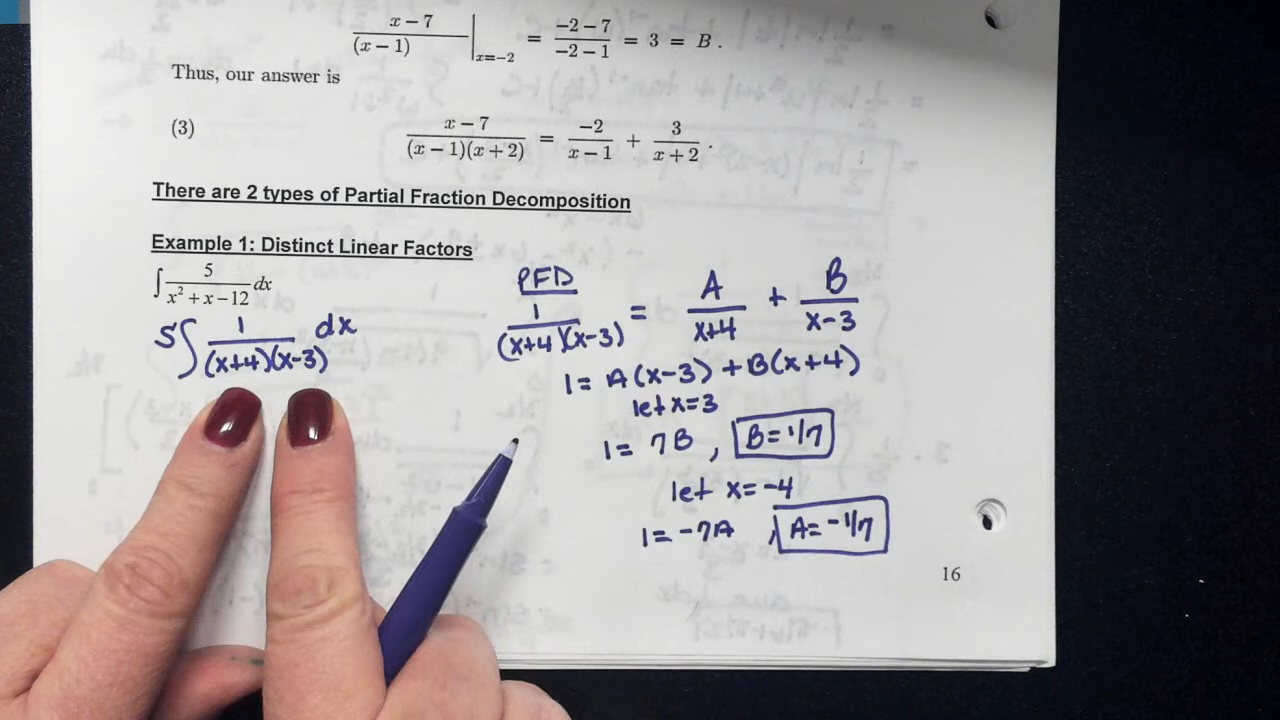 x − 7 / (x − 1) |x=−2 = −2 − 7 / −2 − 1 = 3 = B .
Thus, our answer is
(3) x − 7 / (x − 1)(x + 2) = −2 / x − 1 + 3 / x + 2 .
There are 2 types of Partial Fraction Decomposition
Example 1: Distinct Linear Factors
∫ 5 / x² + x − 12 dx
5∫ 1 / (x+4)(x-3) dx
PFD
1 / (x+4)(x-3) = A / x+4 + B / x-3
1 = A(x-3) + B(x+4)
let x=3
1 = 7B , B = 1/7
let x = -4
1 = -7A , A = -1/7
16